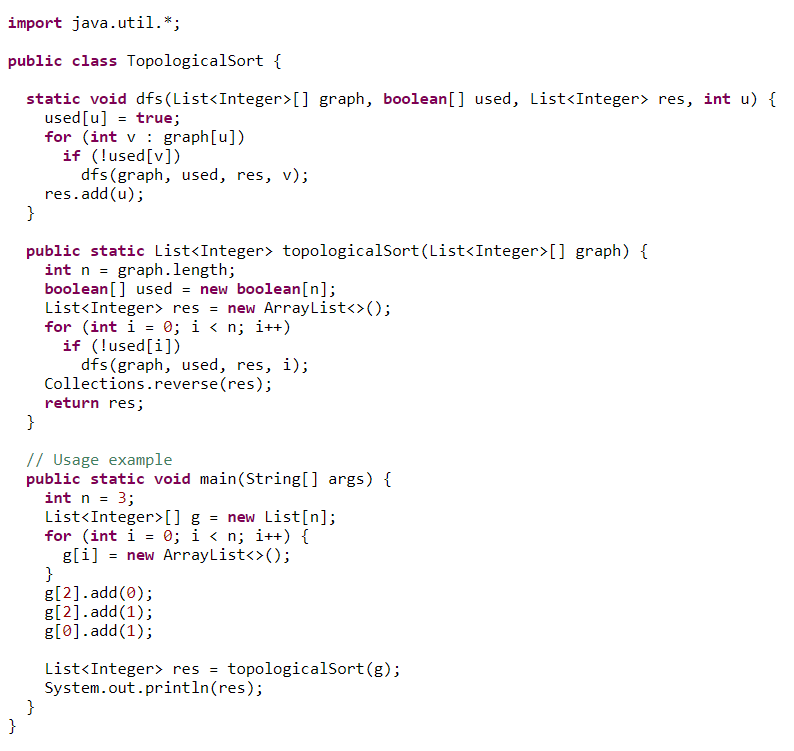 import java.util.*;

public class TopologicalSort {

  static void dfs(List<Integer>[] graph, boolean[] used, List<Integer> res, int u) {
    used[u] = true;
    for (int v : graph[u])
      if (!used[v])
        dfs(graph, used, res, v);
    res.add(u);
  }

  public static List<Integer> topologicalSort(List<Integer>[] graph) {
    int n = graph.length;
    boolean[] used = new boolean[n];
    List<Integer> res = new ArrayList<>();
    for (int i = 0; i < n; i++)
      if (!used[i])
        dfs(graph, used, res, i);
    Collections.reverse(res);
    return res;
  }

  // Usage example
  public static void main(String[] args) {
    int n = 3;
    List<Integer>[] g = new List[n];
    for (int i = 0; i < n; i++) {
      g[i] = new ArrayList<>();
    }
    g[2].add(0);
    g[2].add(1);
    g[0].add(1);

    List<Integer> res = topologicalSort(g);
    System.out.println(res);
  }
}